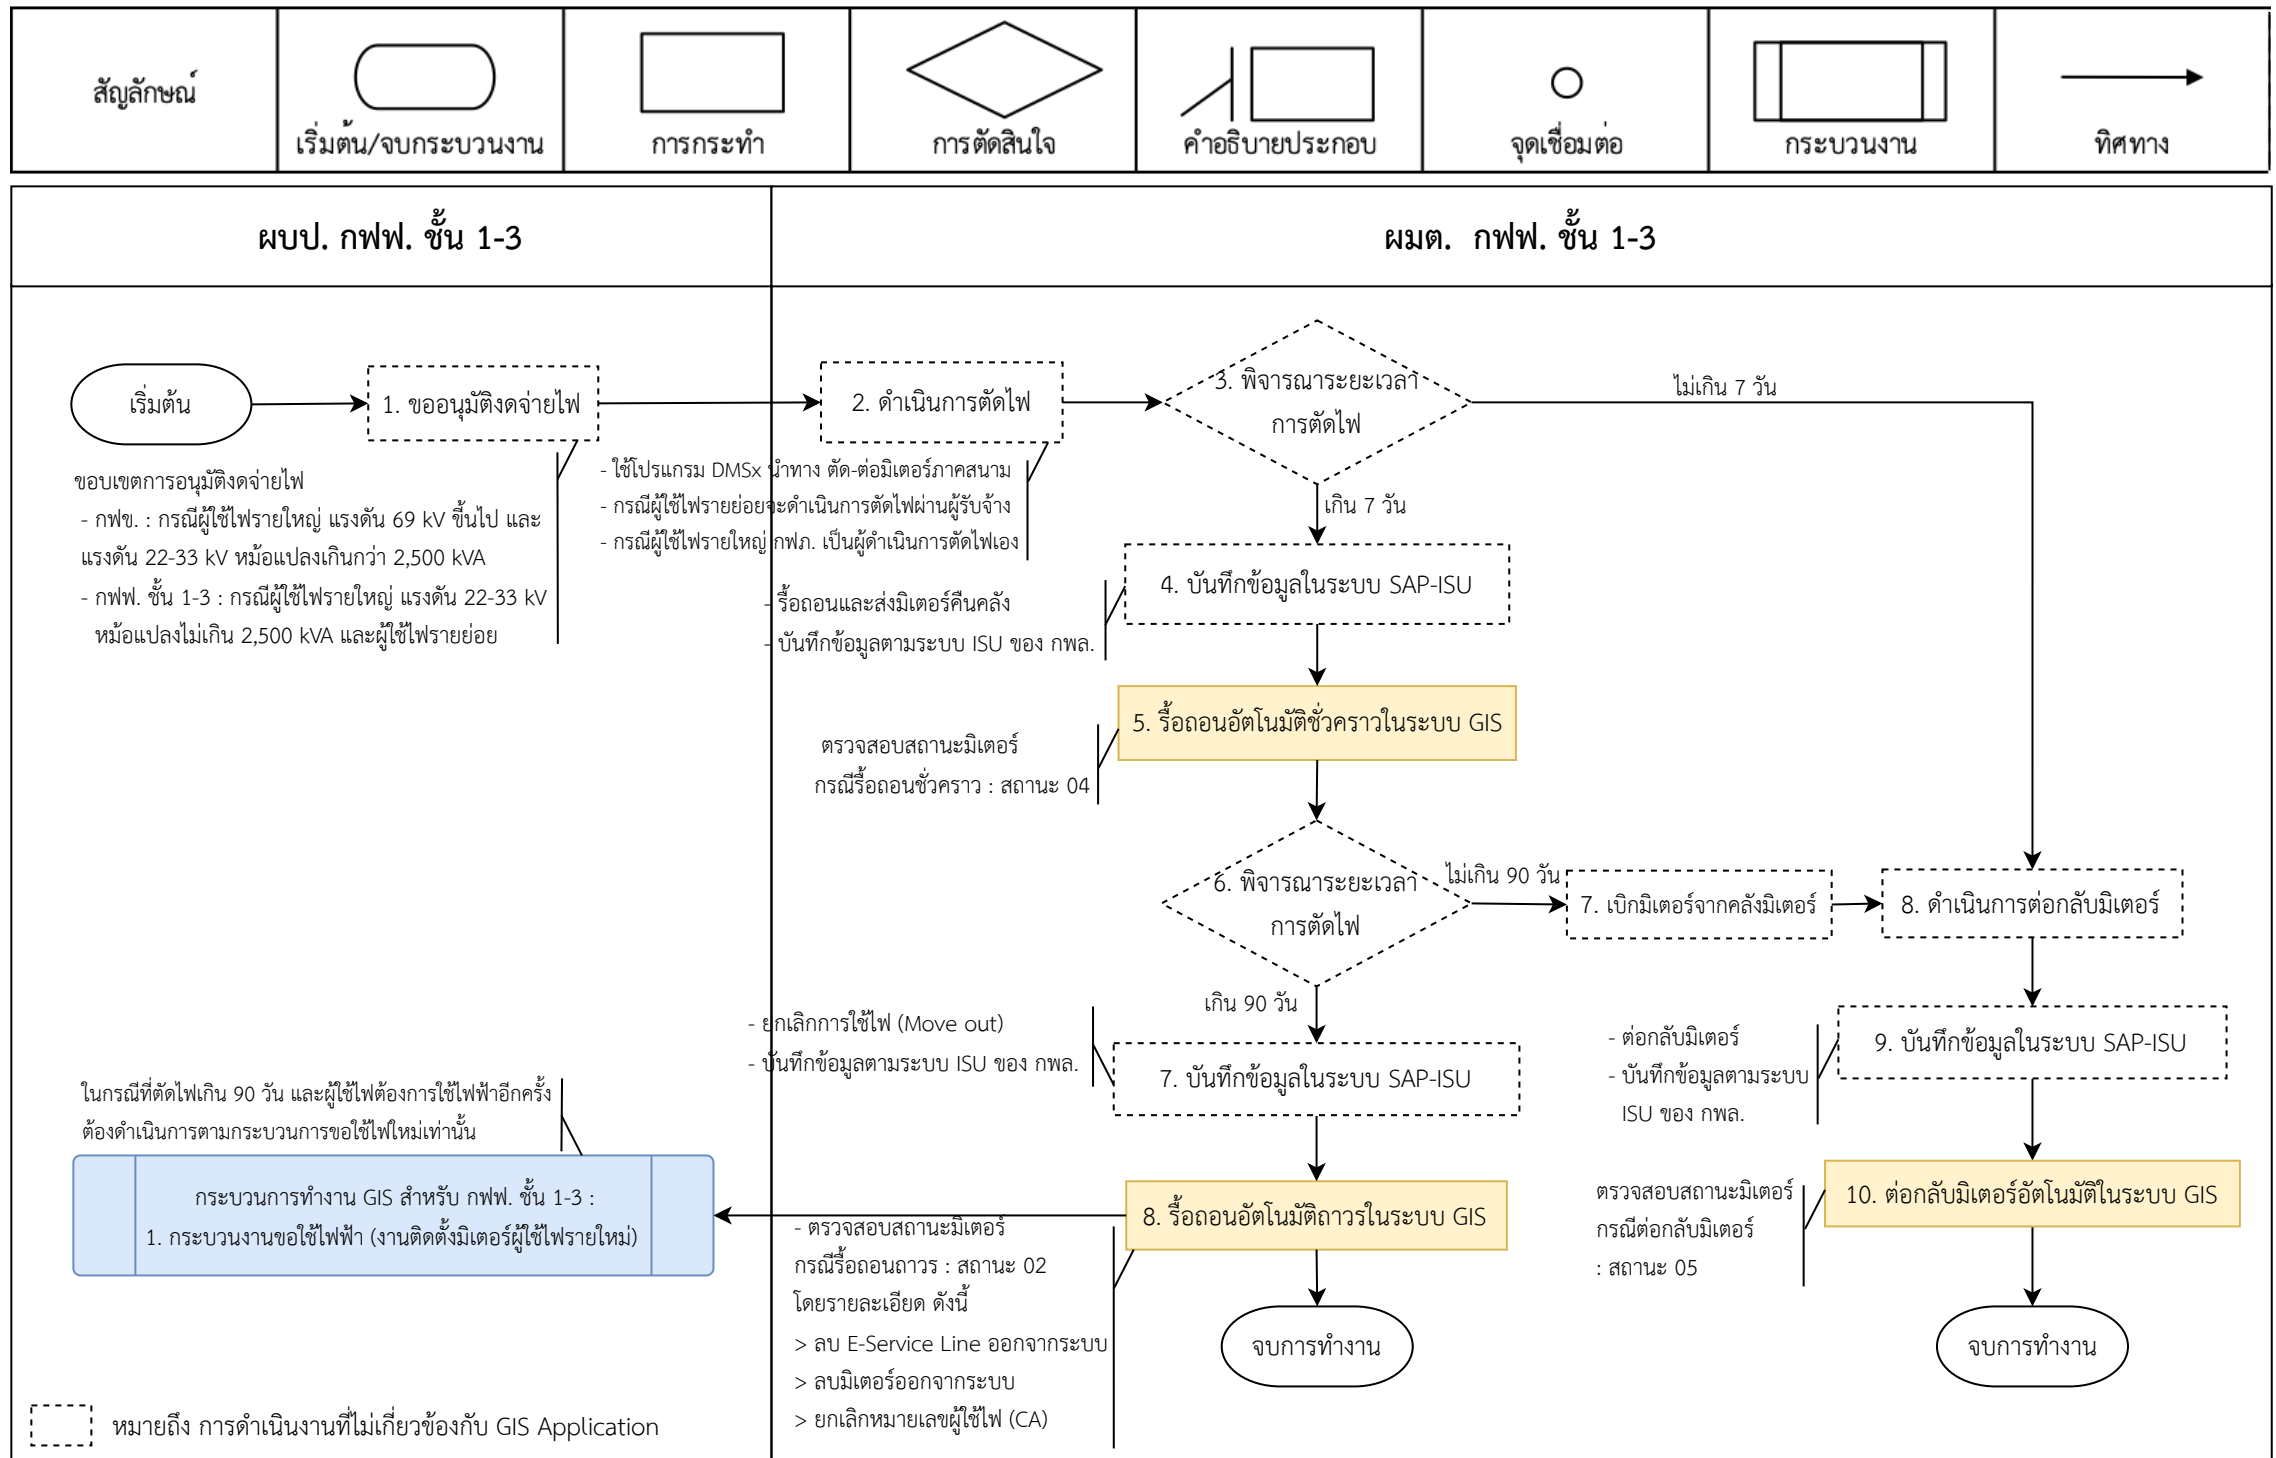 สัญลักษณ์
เริ่มต้น/จบกระบวนงาน
การกระทำ
การตัดสินใจ
คำอธิบายประกอบ
จุดเชื่อมต่อ
กระบวนงาน
ทิศทาง
ผบป. กฟฟ. ชั้น 1-3
ผมต. กฟฟ. ชั้น 1-3
เริ่มต้น
1. ขออนุมัติงดจ่ายไฟ
ขอบเขตการอนุมัติงดจ่ายไฟ
- กฟข. : กรณีผู้ใช้ไฟรายใหญ่ แรงดัน 69 kV ขึ้นไป และ
แรงดัน 22-33 kV หม้อแปลงเกินกว่า 2,500 kVA
- กฟฟ. ชั้น 1-3 : กรณีผู้ใช้ไฟรายใหญ่ แรงดัน 22-33 kV
หม้อแปลงไม่เกิน 2,500 kVA และผู้ใช้ไฟรายย่อย
2. ดำเนินการตัดไฟ
- ใช้โปรแกรม DMSx นำทาง ตัด-ต่อมิเตอร์ภาคสนาม
- กรณีผู้ใช้ไฟรายย่อยจะดำเนินการตัดไฟผ่านผู้รับจ้าง
- กรณีผู้ใช้ไฟรายใหญ่ กฟภ. เป็นผู้ดำเนินการตัดไฟเอง
3. พิจารณาระยะเวลา
การตัดไฟ
ไม่เกิน 7 วัน
เกิน 7 วัน
4. บันทึกข้อมูลในระบบ SAP-ISU
- รื้อถอนและส่งมิเตอร์คืนคลัง
- บันทึกข้อมูลตามระบบ ISU ของ กพล.
5. รื้อถอนอัตโนมัติชั่วคราวในระบบ GIS
ตรวจสอบสถานะมิเตอร์
กรณีรื้อถอนชั่วคราว : สถานะ 04
6. พิจารณาระยะเวลา
การตัดไฟ
ไม่เกิน 90 วัน
7. เบิกมิเตอร์จากคลังมิเตอร์
8. ดำเนินการต่อกลับมิเตอร์
เกิน 90 วัน
- ยกเลิกการใช้ไฟ (Move out)
- บันทึกข้อมูลตามระบบ ISU ของ กพล.
7. บันทึกข้อมูลในระบบ SAP-ISU
- ต่อกลับมิเตอร์
- บันทึกข้อมูลตามระบบ
ISU ของ กพล.
9. บันทึกข้อมูลในระบบ SAP-ISU
ในกรณีที่ตัดไฟเกิน 90 วัน และผู้ใช้ไฟต้องการใช้ไฟฟ้าอีกครั้ง
ต้องดำเนินการตามกระบวนการขอใช้ไฟใหม่เท่านั้น
กระบวนการทำงาน GIS สำหรับ กฟฟ. ชั้น 1-3 :
1. กระบวนงานขอใช้ไฟฟ้า (งานติดตั้งมิเตอร์ผู้ใช้ไฟรายใหม่)
8. รื้อถอนอัตโนมัติถาวรในระบบ GIS
- ตรวจสอบสถานะมิเตอร์
กรณีรื้อถอนถาวร : สถานะ 02
โดยรายละเอียด ดังนี้
> ลบ E-Service Line ออกจากระบบ
> ลบมิเตอร์ออกจากระบบ
> ยกเลิกหมายเลขผู้ใช้ไฟ (CA)
ตรวจสอบสถานะมิเตอร์
กรณีต่อกลับมิเตอร์
: สถานะ 05
10. ต่อกลับมิเตอร์อัตโนมัติในระบบ GIS
จบการทำงาน
จบการทำงาน
หมายถึง การดำเนินงานที่ไม่เกี่ยวข้องกับ GIS Application